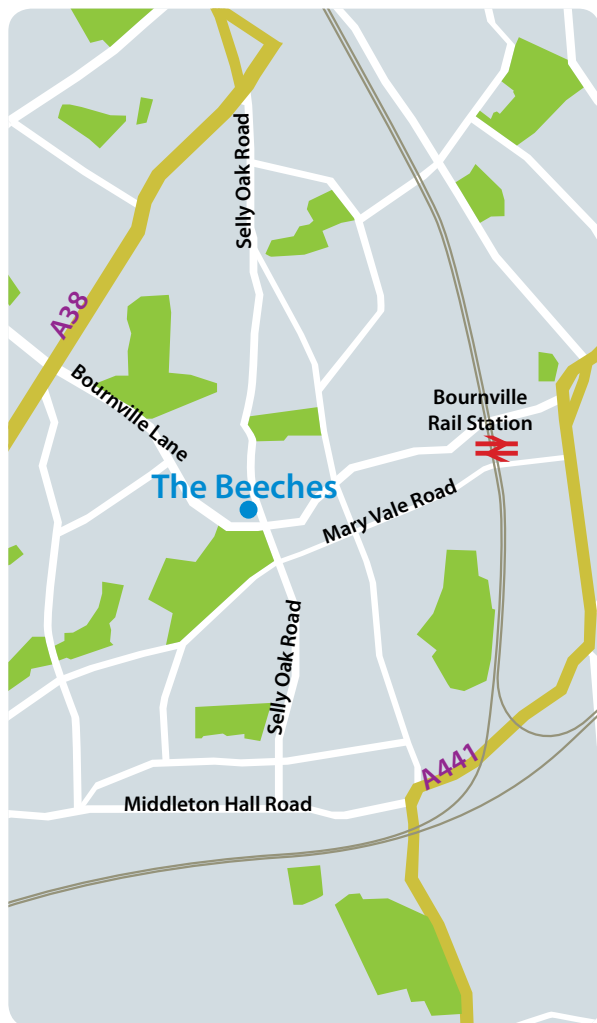 Selly Oak Road
A38
Bournville Lane
Bournville
Rail Station
The Beeches
Mary Vale Road
Selly Oak Road
A441
Middleton Hall Road